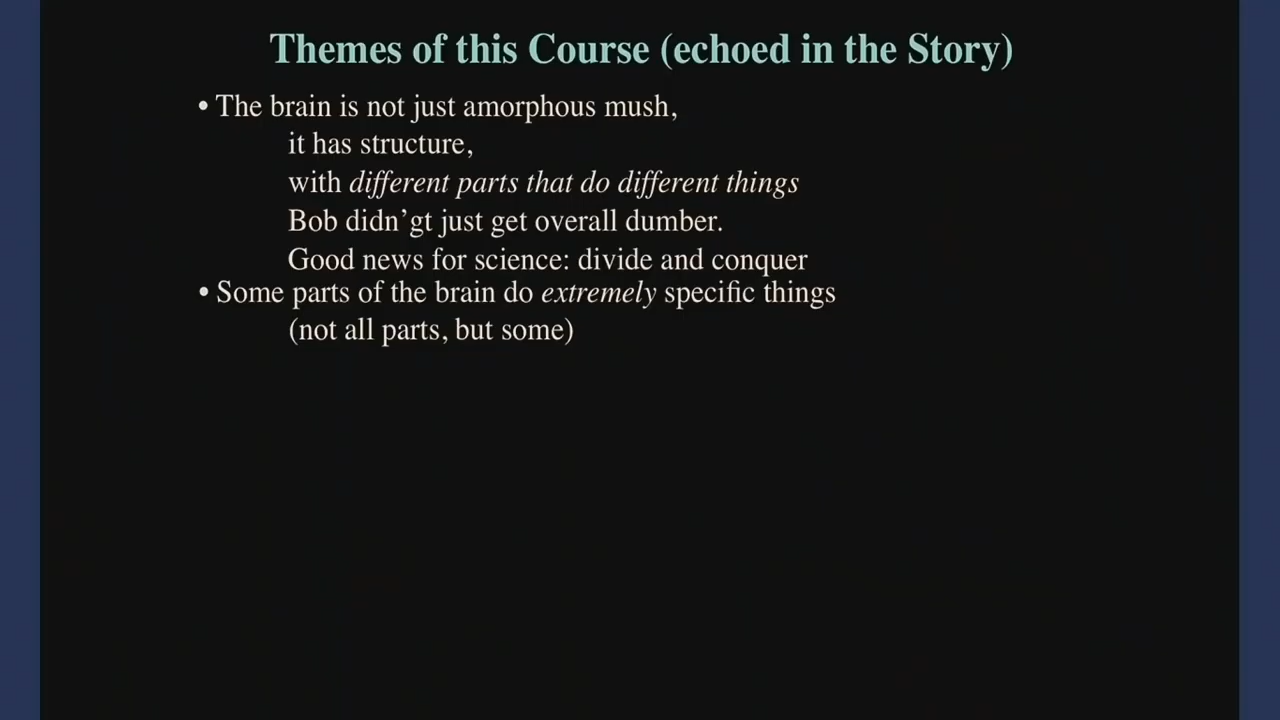 Themes of this Course (echoed in the Story)
• The brain is not just amorphous mush,
it has structure,
with different parts that do different things
Bob didn’gt just get overall dumber.
Good news for science: divide and conquer
• Some parts of the brain do extremely specific things
(not all parts, but some)